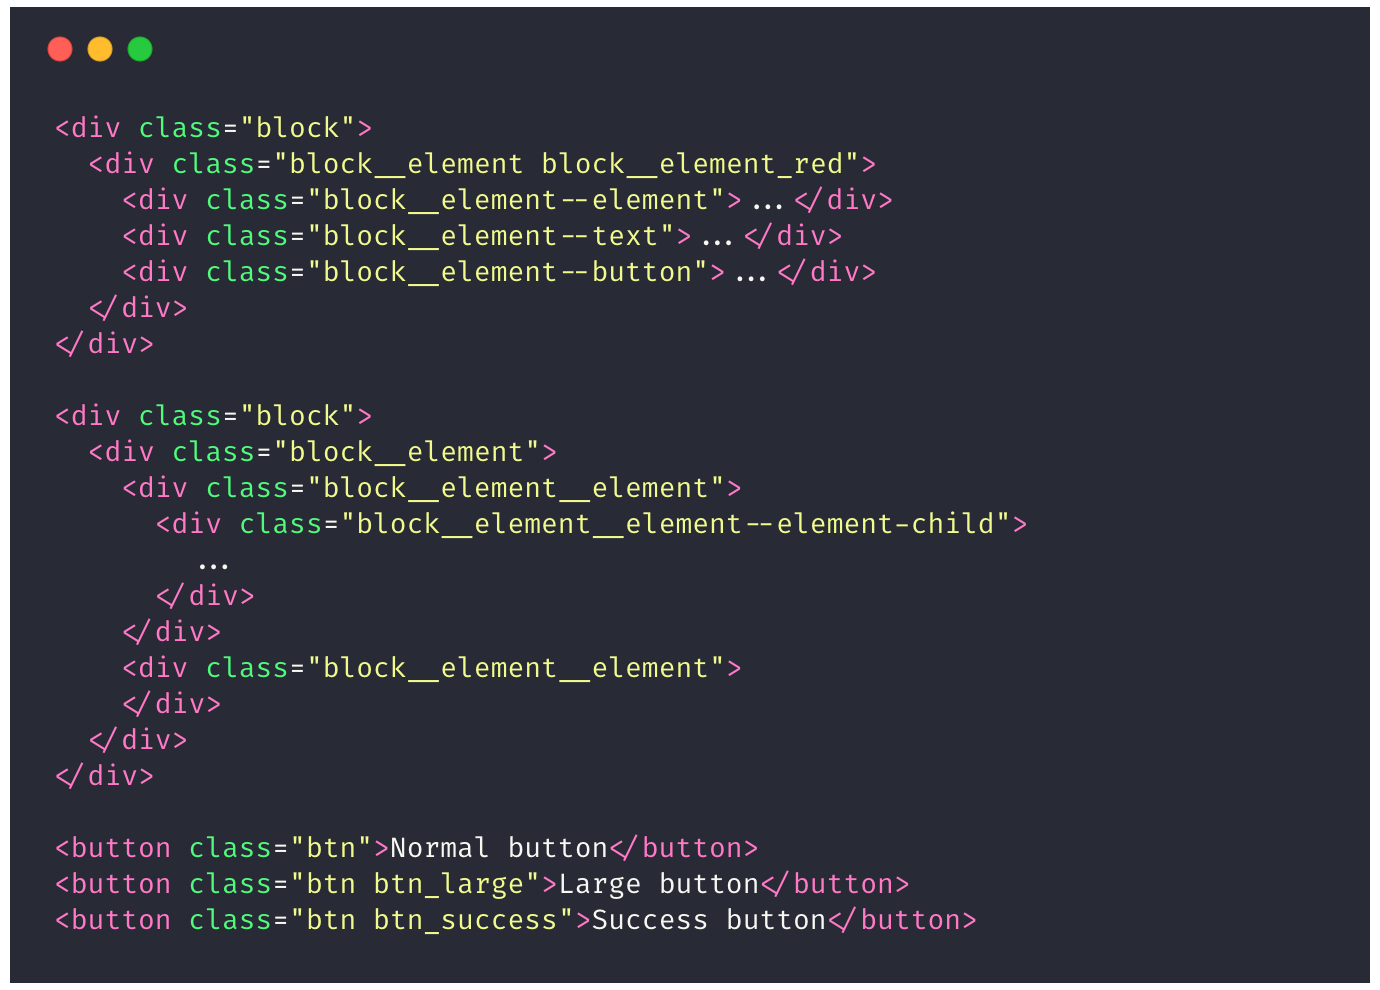 <div class="block">
  <div class="block__element block__element_red">
    <div class="block__element--element">...</div>
    <div class="block__element--text">...</div>
    <div class="block__element--button">...</div>
  </div>
</div>

<div class="block">
  <div class="block__element">
    <div class="block__element__element">
      <div class="block__element__element--element-child">
        ...
      </div>
    </div>
    <div class="block__element__element">
    </div>
  </div>
</div>

<button class="btn">Normal button</button>
<button class="btn btn_large">Large button</button>
<button class="btn btn_success">Success button</button>